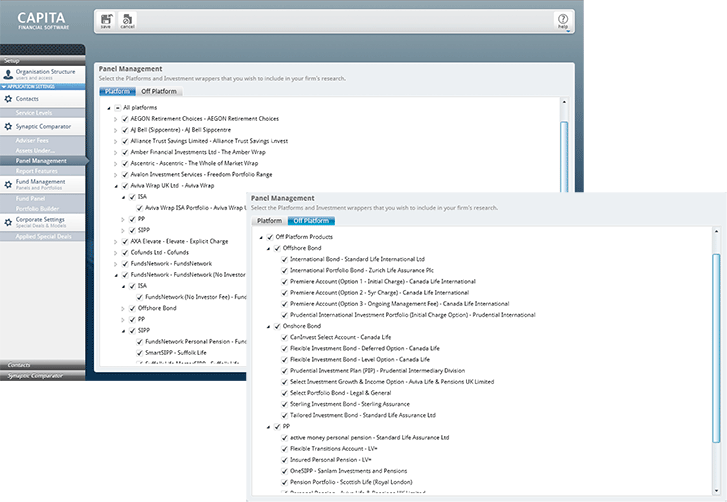 CAPITA
FINANCIAL SOFTWARE
save
cancel
help
Setup
Organisation Structure
users and access
APPLICATION SETTINGS
Contacts
Service Levels
Synaptic Comparator
Adviser Fees
Assets Under...
Panel Management
Report Features
Fund Management
Panels and Portfolios
Fund Panel
Portfolio Builder
Corporate Settings
Special Deals & Models
Applied Special Deals
Contacts
Synaptic Comparator
Panel Management
Select the Platforms and Investment wrappers that you wish to include in your firm's research.
Platform
Off Platform
All platforms
AEGON Retirement Choices - AEGON Retirement Choices
AJ Bell (Sippcentre) - AJ Bell Sippcentre
Alliance Trust Savings Limited - Alliance Trust Savings i.nvest
Amber Financial Investments Ltd - The Amber Wrap
Ascentric - Ascentric - The Whole of Market Wrap
Avalon Investment Services - Freedom Portfolio Range
Aviva Wrap UK Ltd - Aviva Wrap
ISA
Aviva Wrap ISA Portfolio - Aviva Wrap
PP
SIPP
AXA Elevate - Elevate - Explicit Charge
Cofunds Ltd - Cofunds
FundsNetwork - FundsNetwork
FundsNetwork - FundsNetwork (No Investor
ISA
FundsNetwork (No Investor Fee) - Fund
Offshore Bond
PP
SIPP
FundsNetwork Personal Pension - Fund
SmartSIPP - Suffolk Life
Suffolk Life MasterSIPP - Suffolk Life
Panel Management
Select the Platforms and Investment wrappers that you wish to include in your firm's research.
Platform
Off Platform
Off Platform Products
Offshore Bond
International Bond - Standard Life International Ltd
International Portfolio Bond - Zurich Life Assurance Plc
Premiere Account (Option 1 - Initial Charge) - Canada Life International
Premiere Account (Option 2 - 5yr Charge) - Canada Life International
Premiere Account (Option 3 - Ongoing Management Fee) - Canada Life International
Prudential International Investment Portfolio (Initial Charge Option) - Prudential International
Onshore Bond
CanInvest Select Account - Canada Life
Flexible Investment Bond - Deferred Option - Canada Life
Flexible Investment Bond - Level Option - Canada Life
Prudential Investment Plan (PIP) - Prudential Intermediary Division
Select Investment Growth & Income Option - Aviva Life & Pensions UK Limited
Select Portfolio Bond - Legal & General
Sterling Investment Bond - Sterling Assurance
Tailored Investment Bond - Standard Life Assurance Ltd
PP
active money personal pension - Standard Life Assurance Ltd
Flexible Transitions Account - LV+
Insured Personal Pension - LV+
OneSIPP - Sanlam Investments and Pensions
Pension Portfolio - Scottish Life (Royal London)
Personal Pension - Aviva Life & Pensions UK Limited